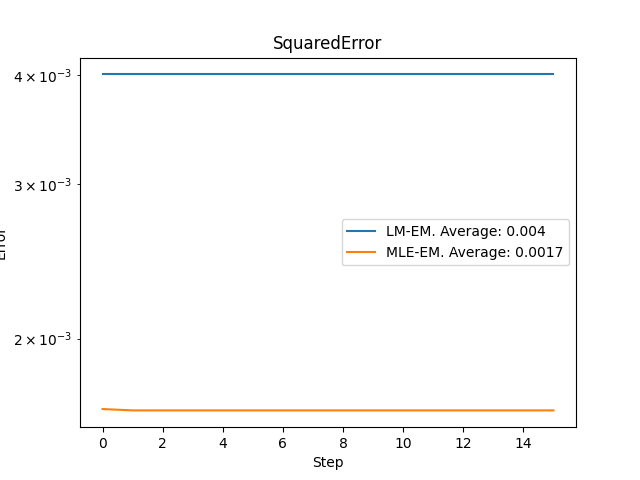 SquaredError
4 × 10⁻³
3 × 10⁻³
2 × 10⁻³
Error
LM-EM. Average: 0.004
MLE-EM. Average: 0.0017
0 2 4 6 8 10 12 14
Step